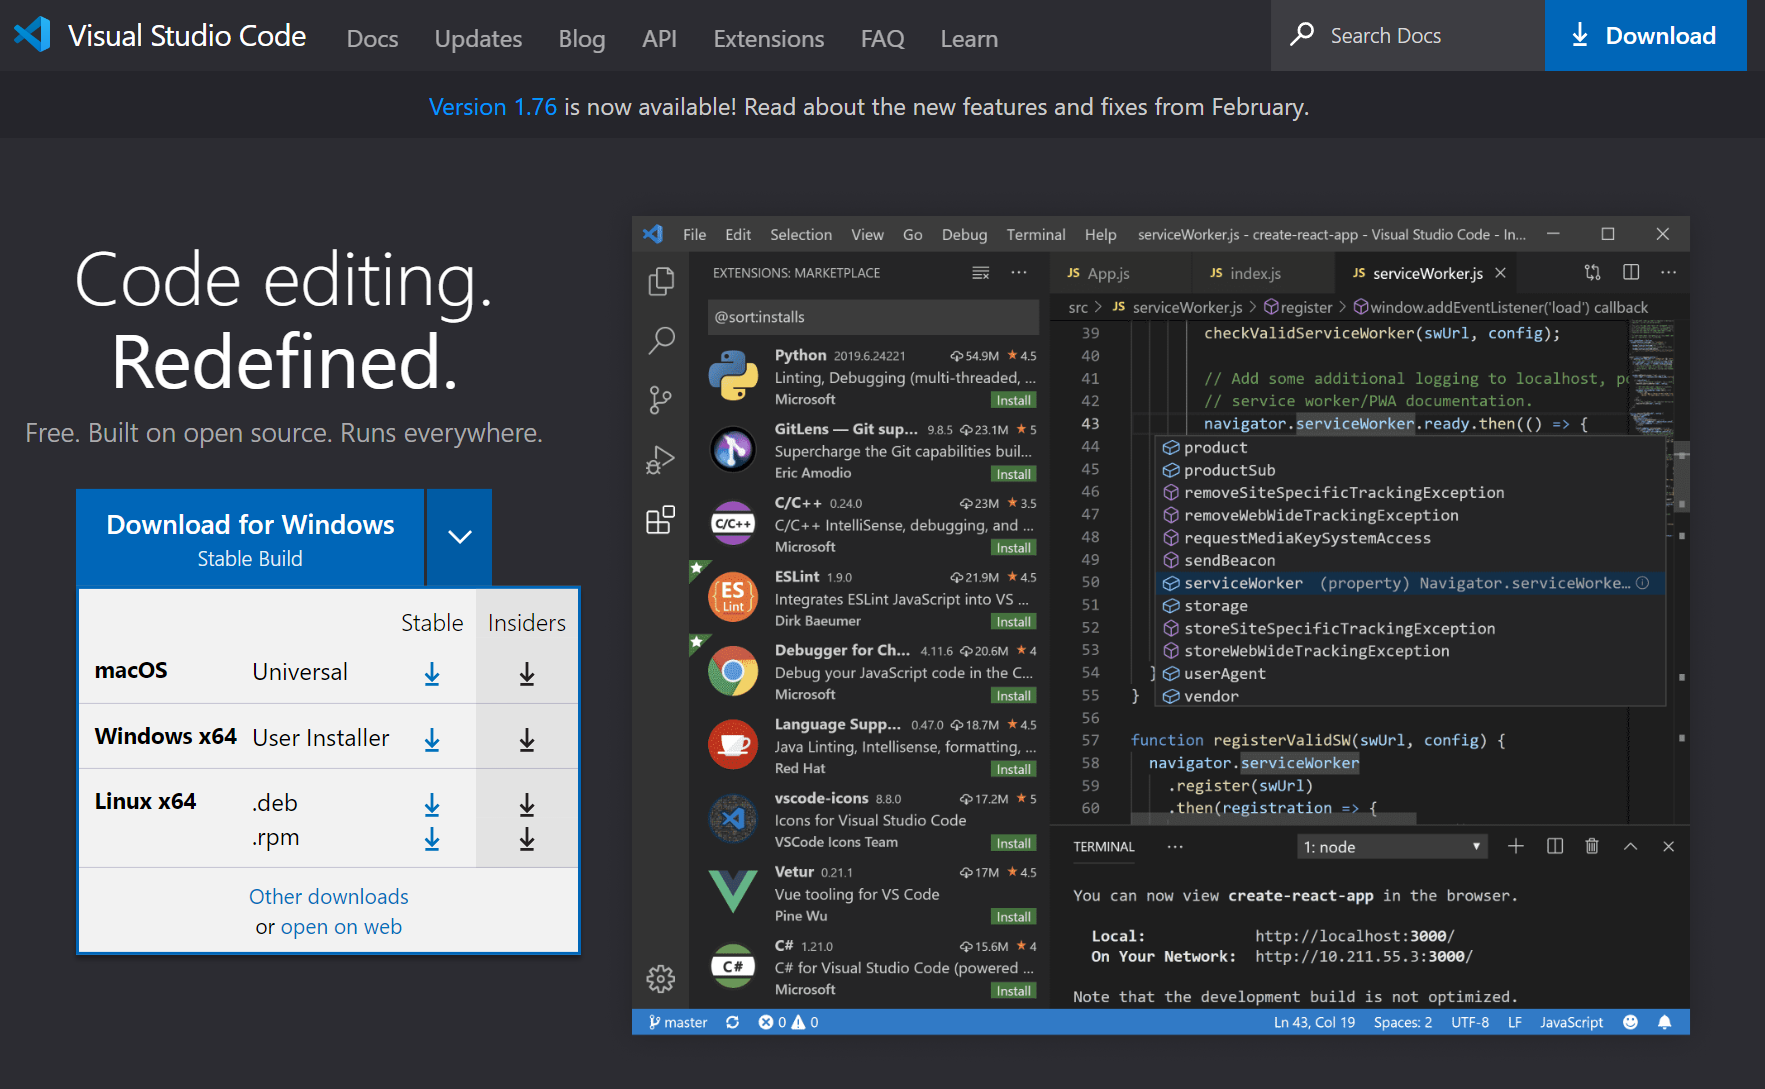 Visual Studio Code Docs Updates Blog API Extensions FAQ Learn Search Docs Download
Version 1.76 is now available! Read about the new features and fixes from February.
Code editing.
Redefined.
Free. Built on open source. Runs everywhere.
Download for Windows
Stable Build
Stable Insiders
macOS Universal
Windows x64 User Installer
Linux x64 .deb
.rpm
Other downloads
or open on web
File Edit Selection View Go Debug Terminal Help serviceWorker.js - create-react-app - Visual Studio Code - In...
EXTENSIONS: MARKETPLACE
@sort:installs
Python 2019.6.24221 54.9M 4.5
Linting, Debugging (multi-threaded, ...
Microsoft Install
GitLens — Git sup... 9.8.5 23.1M 5
Supercharge the Git capabilities buil...
Eric Amodio Install
C/C++
C/C++ 0.24.0 23M 3.5
C/C++ IntelliSense, debugging, and ...
Microsoft Install
ES
Lint
ESLint 1.9.0 21.9M 4.5
Integrates ESLint JavaScript into VS ...
Dirk Baeumer Install
Debugger for Ch... 4.11.6 20.6M 4
Debug your JavaScript code in the C...
Microsoft Install
Language Supp... 0.47.0 18.7M 4.5
Java Linting, Intellisense, formatting, ...
Red Hat Install
vscode-icons 8.8.0 17.2M 5
Icons for Visual Studio Code
VSCode Icons Team Install
Vetur 0.21.1 17M 4.5
Vue tooling for VS Code
Pine Wu Install
C#
C# 1.21.0 15.6M 4
C# for Visual Studio Code (powered ...
Microsoft Install
JS App.js JS index.js JS serviceWorker.js
src > JS serviceWorker.js > register > window.addEventListener('load') callback
39 checkValidServiceWorker(swUrl, config);
40
41 // Add some additional logging to localhost, po
42 // service worker/PWA documentation.
43 navigator.serviceWorker.ready.then(() => {
44 product
45 productSub
46 removeSiteSpecificTrackingException
47 removeWebWideTrackingException
48 requestMediaKeySystemAccess
49 sendBeacon
50 serviceWorker (property) Navigator.serviceWorke...
51 storage
52 storeSiteSpecificTrackingException
53 storeWebWideTrackingException
54 } userAgent
55 } vendor
56
57 function registerValidSW(swUrl, config) {
58 navigator.serviceWorker
59 .register(swUrl)
60 .then(registration => {
TERMINAL ... 1: node
You can now view create-react-app in the browser.
Local: http://localhost:3000/
On Your Network: http://10.211.55.3:3000/
Note that the development build is not optimized.
master 0 0 Ln 43, Col 19 Spaces: 2 UTF-8 LF JavaScript